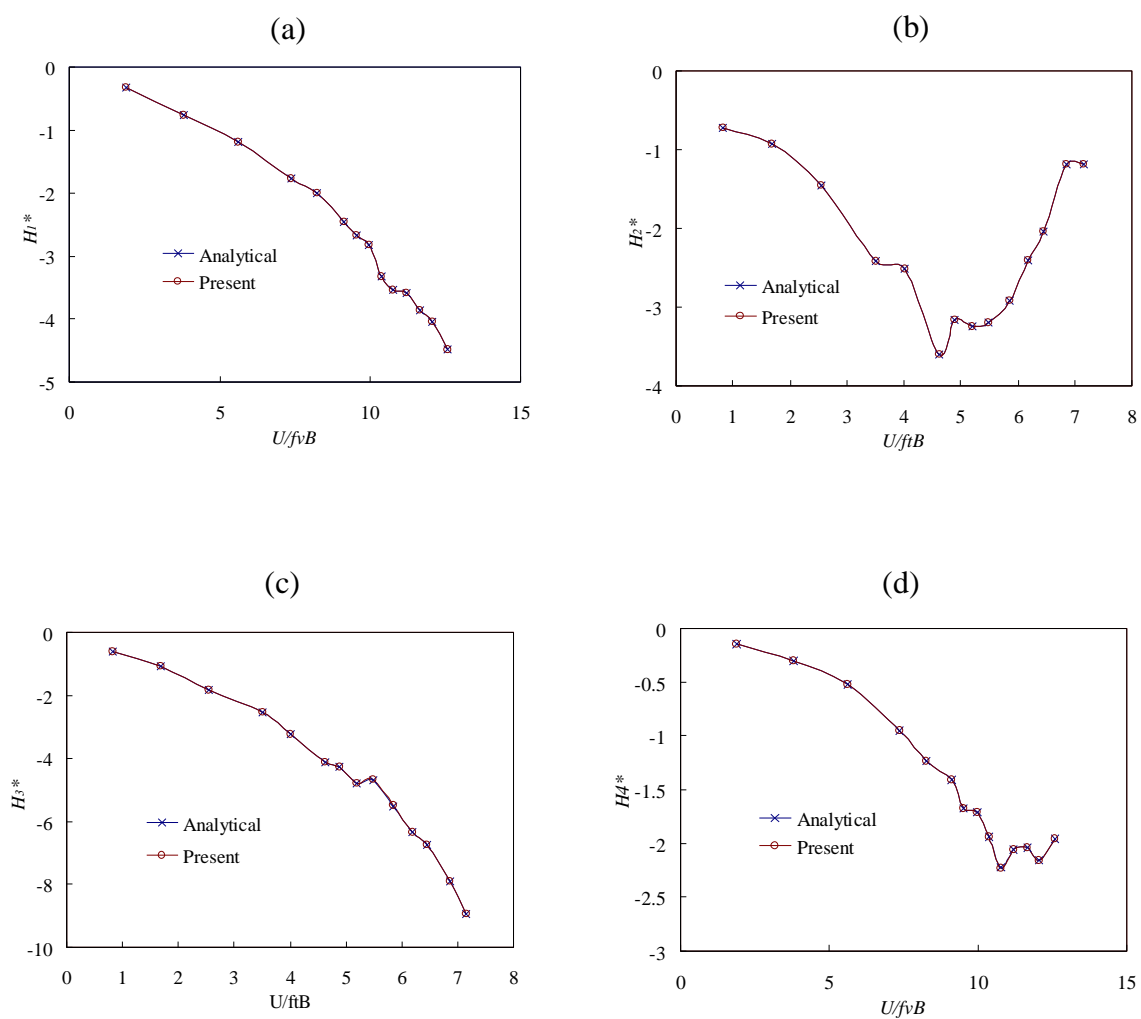 (a)
0
-1
-2
-3
-4
-5
H1*
Analytical
Present
0 5 10 15
U/fvB
(b)
0
-1
-2
-3
-4
H2*
Analytical
Present
0 1 2 3 4 5 6 7 8
U/ftB
(c)
0
-2
-4
-6
-8
-10
H3*
Analytical
Present
0 1 2 3 4 5 6 7 8
U/ftB
(d)
0
-0.5
-1
-1.5
-2
-2.5
-3
H4*
Analytical
Present
0 5 10 15
U/fvB